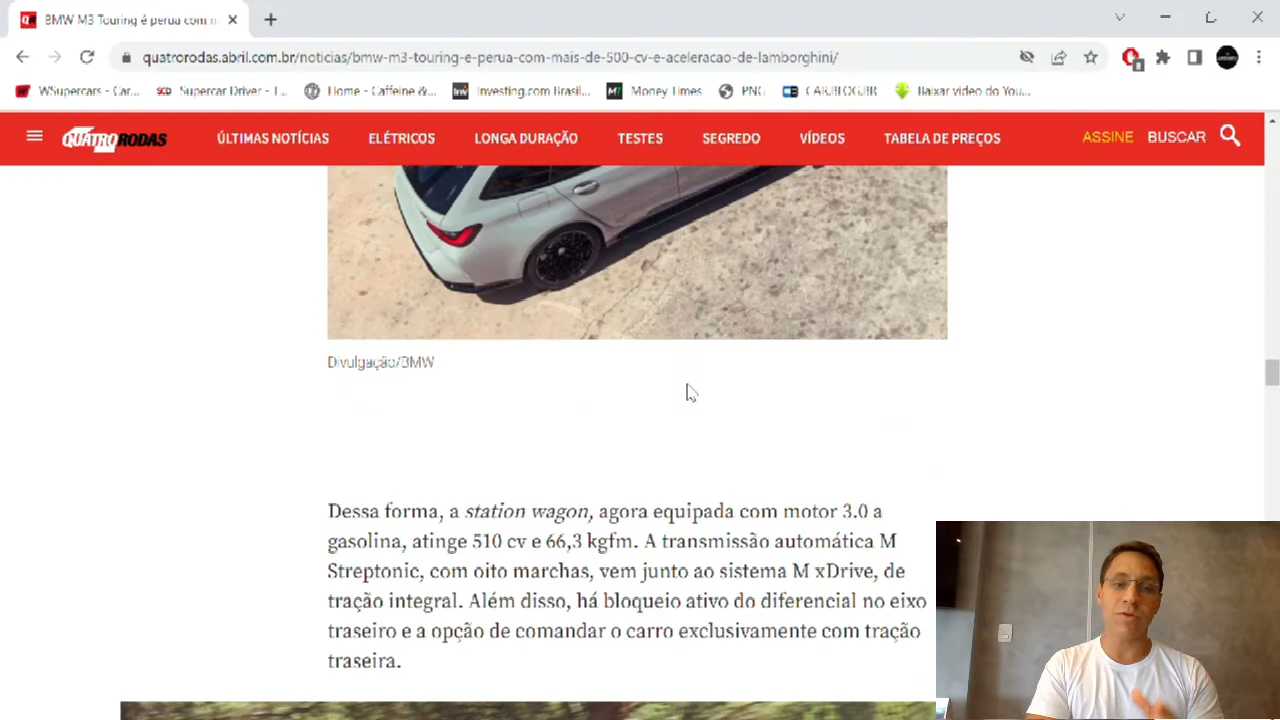 BMW M3 Touring é perua com m
quatrorodas.abril.com.br/noticias/bmw-m3-touring-e-perua-com-mais-de-500-cv-e-aceleracao-de-lamborghini/
WSupercars - Car... Supercar Driver - T... Home - Caffeine &... Investing.com Brasil... Money Times PNG CAR.BLOG.BR Baixar vídeo do You...
QUATRO RODAS ÚLTIMAS NOTÍCIAS ELÉTRICOS LONGA DURAÇÃO TESTES SEGREDO VÍDEOS TABELA DE PREÇOS ASSINE BUSCAR
Divulgação/BMW
Dessa forma, a station wagon, agora equipada com motor 3.0 a
gasolina, atinge 510 cv e 66,3 kgfm. A transmissão automática M
Streptonic, com oito marchas, vem junto ao sistema M xDrive, de
tração integral. Além disso, há bloqueio ativo do diferencial no eixo
traseiro e a opção de comandar o carro exclusivamente com tração
traseira.